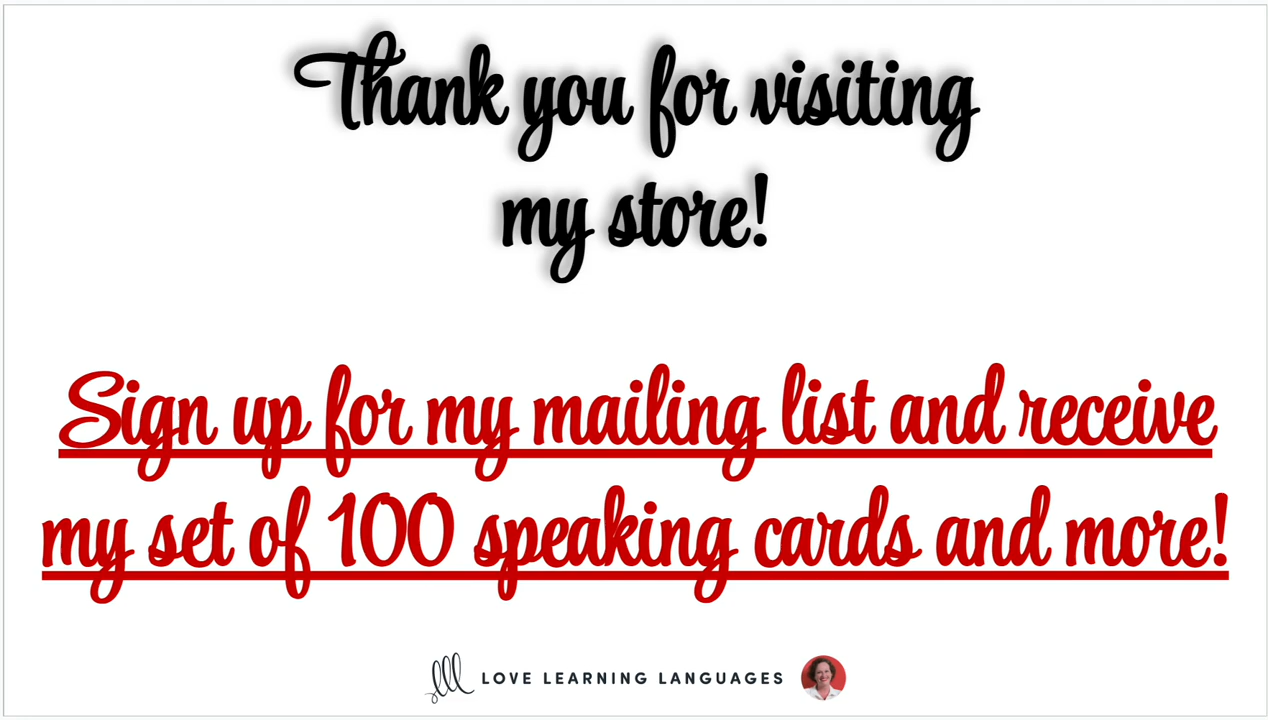 Thank you for visiting
my store!
Sign up for my mailing list and receive
my set of 100 speaking cards and more!
lll LOVE LEARNING LANGUAGES